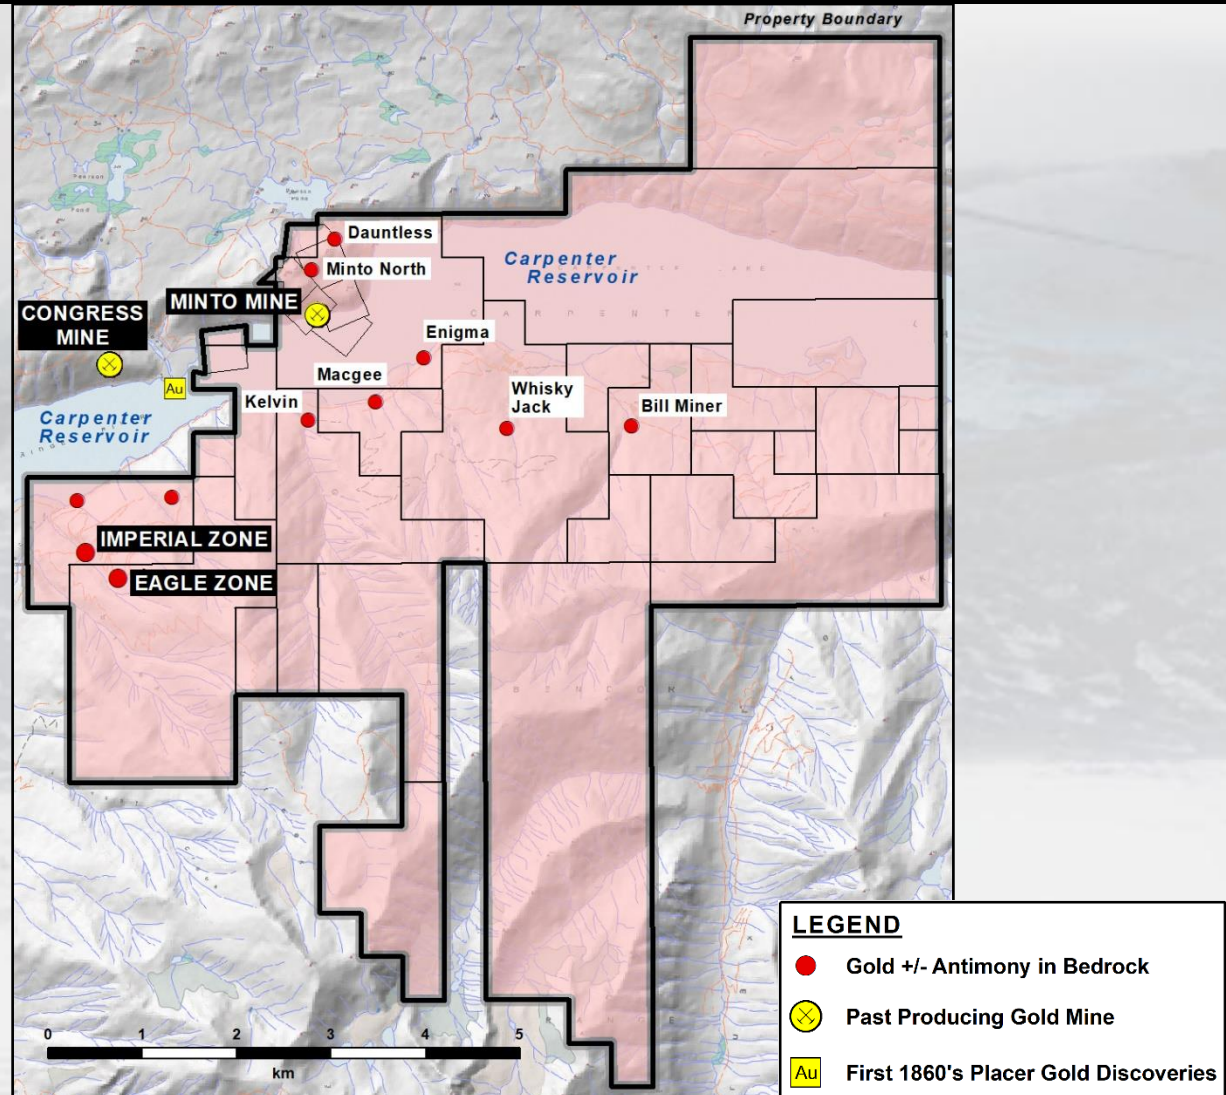 Property Boundary
Dauntless
Minto North
Carpenter
Reservoir
MINTO MINE
CONGRESS
MINE
Enigma
Macgee
Au
Kelvin
Whisky
Jack
Bill Miner
Carpenter
Reservoir
IMPERIAL ZONE
EAGLE ZONE
0 1 2 3 4 5
km
LEGEND
Gold +/- Antimony in Bedrock
Past Producing Gold Mine
Au First 1860's Placer Gold Discoveries